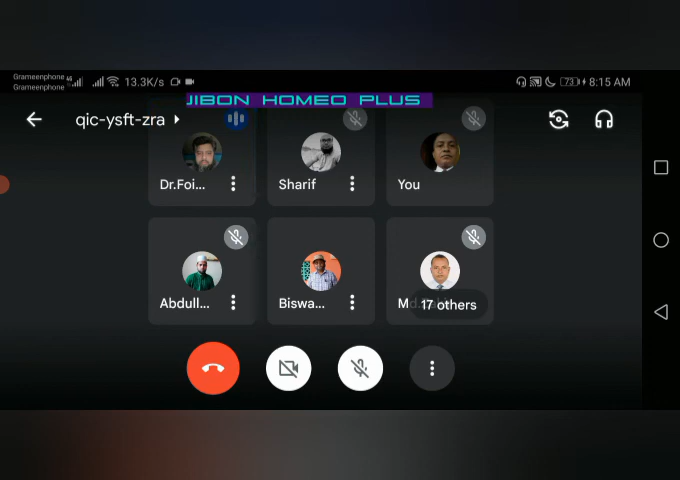 Grameenphone 4G 13.3K/s 73 8:15 AM
Grameenphone
JIBON HOMEO PLUS
qic-ysft-zra
Dr.Foi... Sharif You
Abdull... Biswa... 17 others